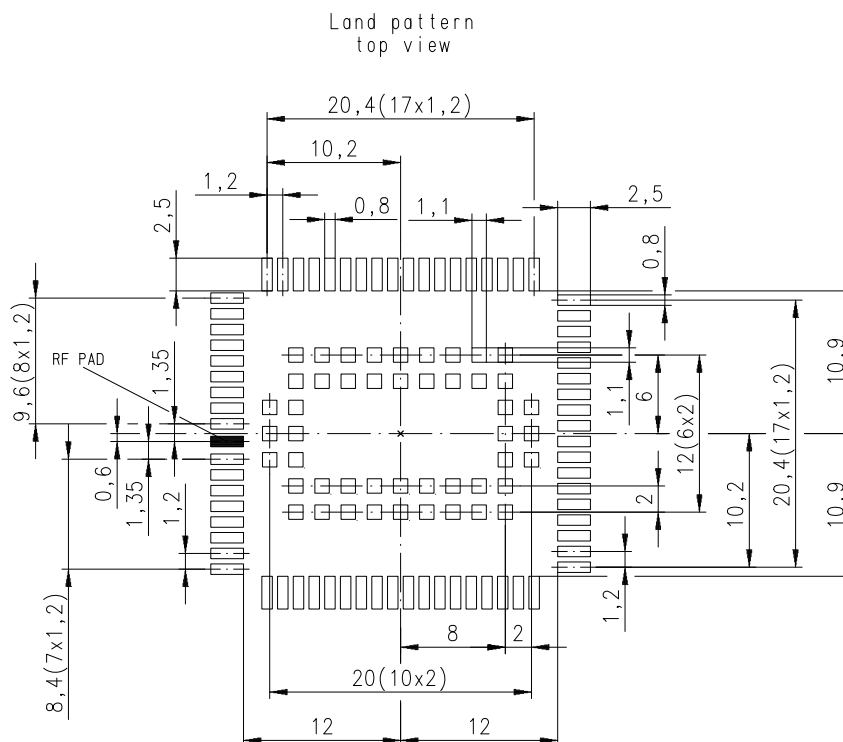 Land pattern
top view
20,4(17x1,2)
10,2
1,2
0,8
1,1
2,5
2,5
0,8
9,6(8x1,2)
RF PAD
1,35
10,9
1,1
6
12(6x2)
20,4(17x1,2)
0,6
1,35
1,2
2
10,2
10,9
8,4(7x1,2)
1,2
8
2
20(10x2)
12
12